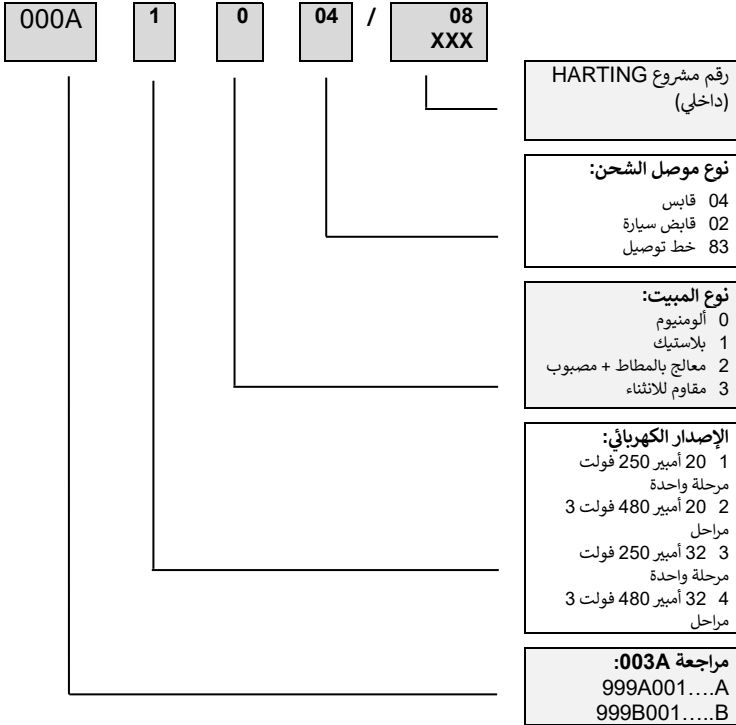 000A 1 0 04 / 08
XXX
رقم مشروع HARTING
(داخلي)
نوع موصل الشحن:
04 قابس
02 قابض سيارة
83 خط توصيل
نوع المبيت:
0 ألومنيوم
1 بلاستيك
2 معالج بالمطاط + مصبوب
3 مقاوم للانثناء
الإصدار الكهربائي:
1 20 أمبير 250 فولت
مرحلة واحدة
2 20 أمبير 480 فولت 3
مراحل
3 32 أمبير 250 فولت
مرحلة واحدة
4 32 أمبير 480 فولت 3
مراحل
مراجعة 003A:
999A001….A
999B001…..B